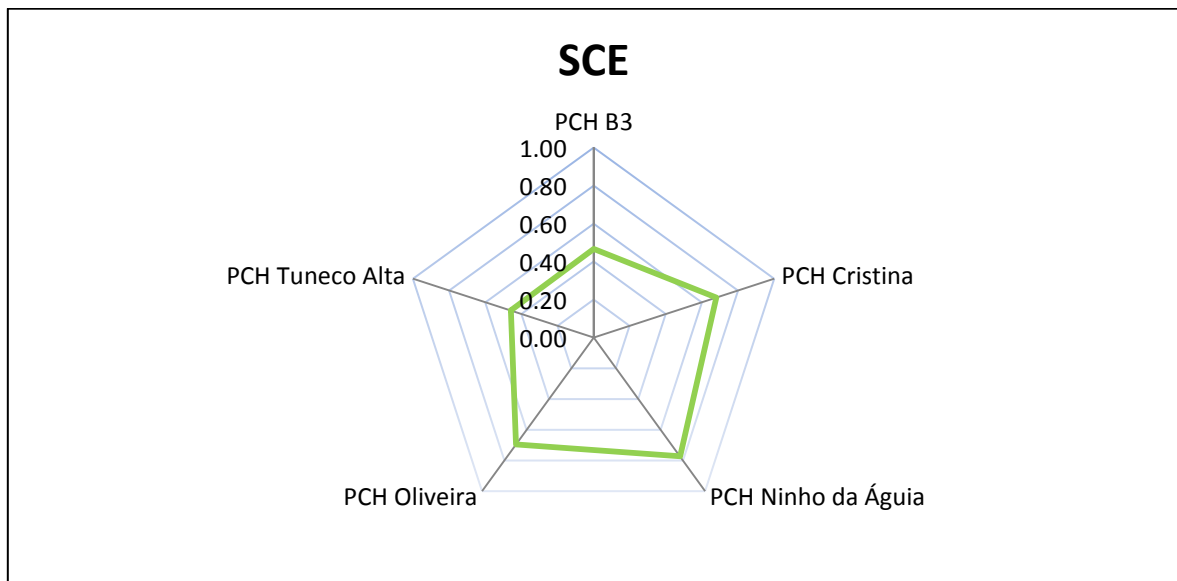 SCE
PCH B3
1.00
0.80
0.60
0.40
0.20
0.00
PCH Tuneco Alta
PCH Cristina
PCH Oliveira
PCH Ninho da Águia